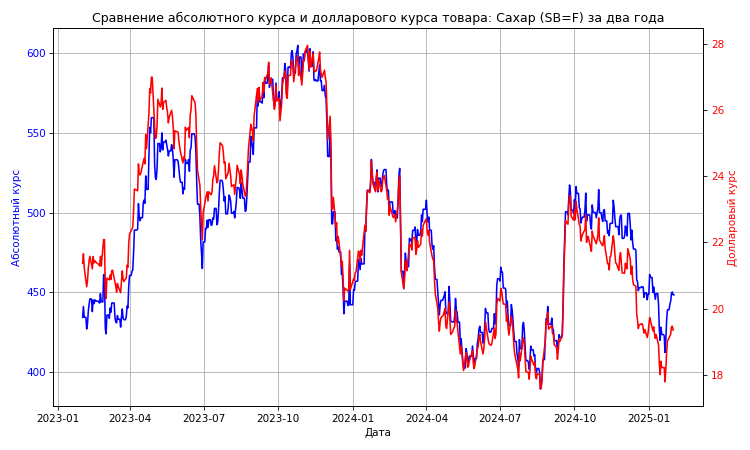 Сравнение абсолютного курса и долларового курса товара: Сахар (SB=F) за два года
Абсолютный курс
600
550
500
450
400
28
26
24
22
20
18
Долларовый курс
2023-01 2023-04 2023-07 2023-10 2024-01 2024-04 2024-07 2024-10 2025-01
Дата